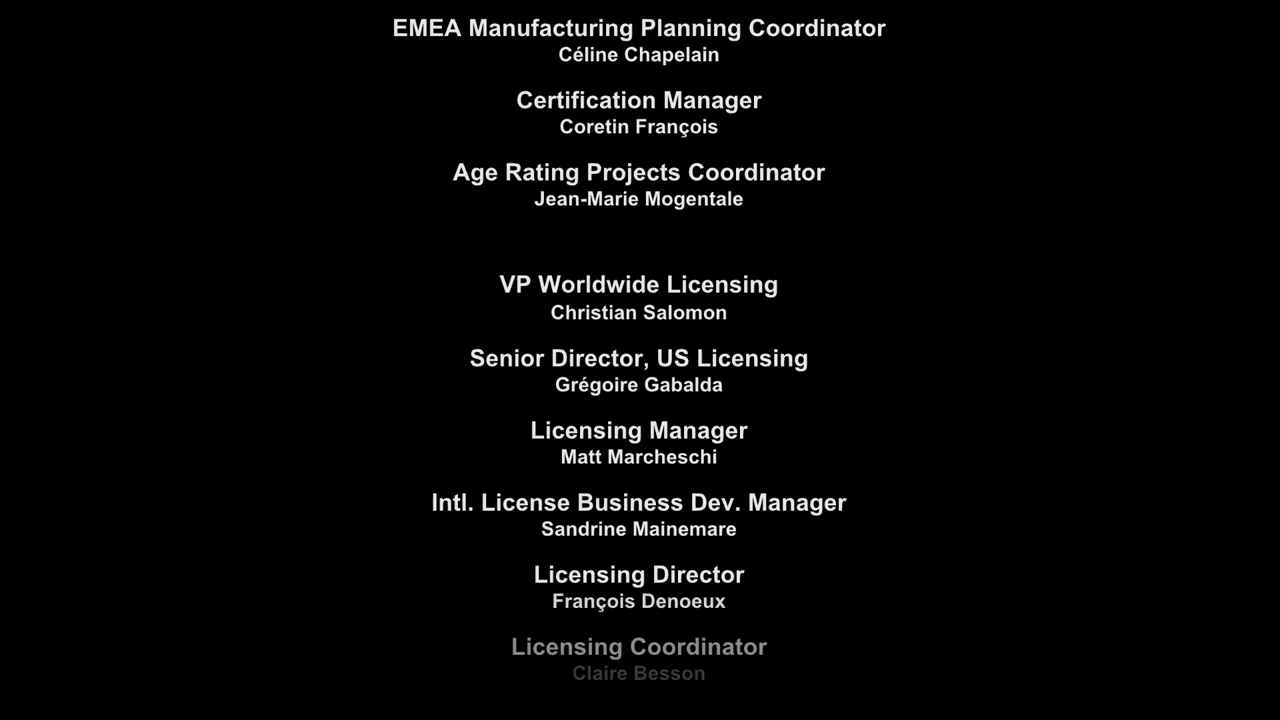 EMEA Manufacturing Planning Coordinator
Céline Chapelain
Certification Manager
Coretin François
Age Rating Projects Coordinator
Jean-Marie Mogentale
VP Worldwide Licensing
Christian Salomon
Senior Director, US Licensing
Grégoire Gabalda
Licensing Manager
Matt Marcheschi
Intl. License Business Dev. Manager
Sandrine Mainemare
Licensing Director
François Denoeux
Licensing Coordinator
Claire Besson